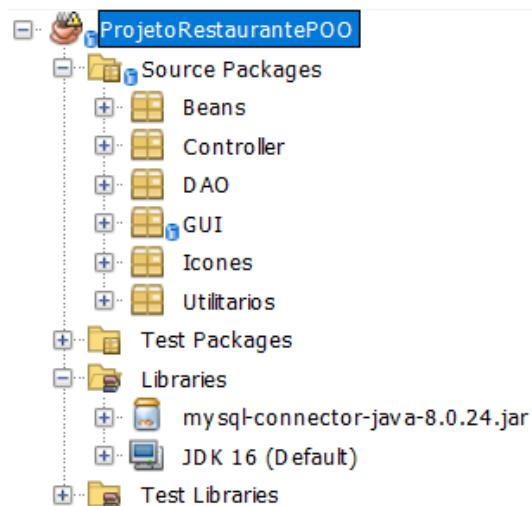 ProjetoRestaurantePOO
Source Packages
Beans
Controller
DAO
GUI
Icones
Utilitarios
Test Packages
Libraries
mysql-connector-java-8.0.24.jar
JDK 16 (Default)
Test Libraries